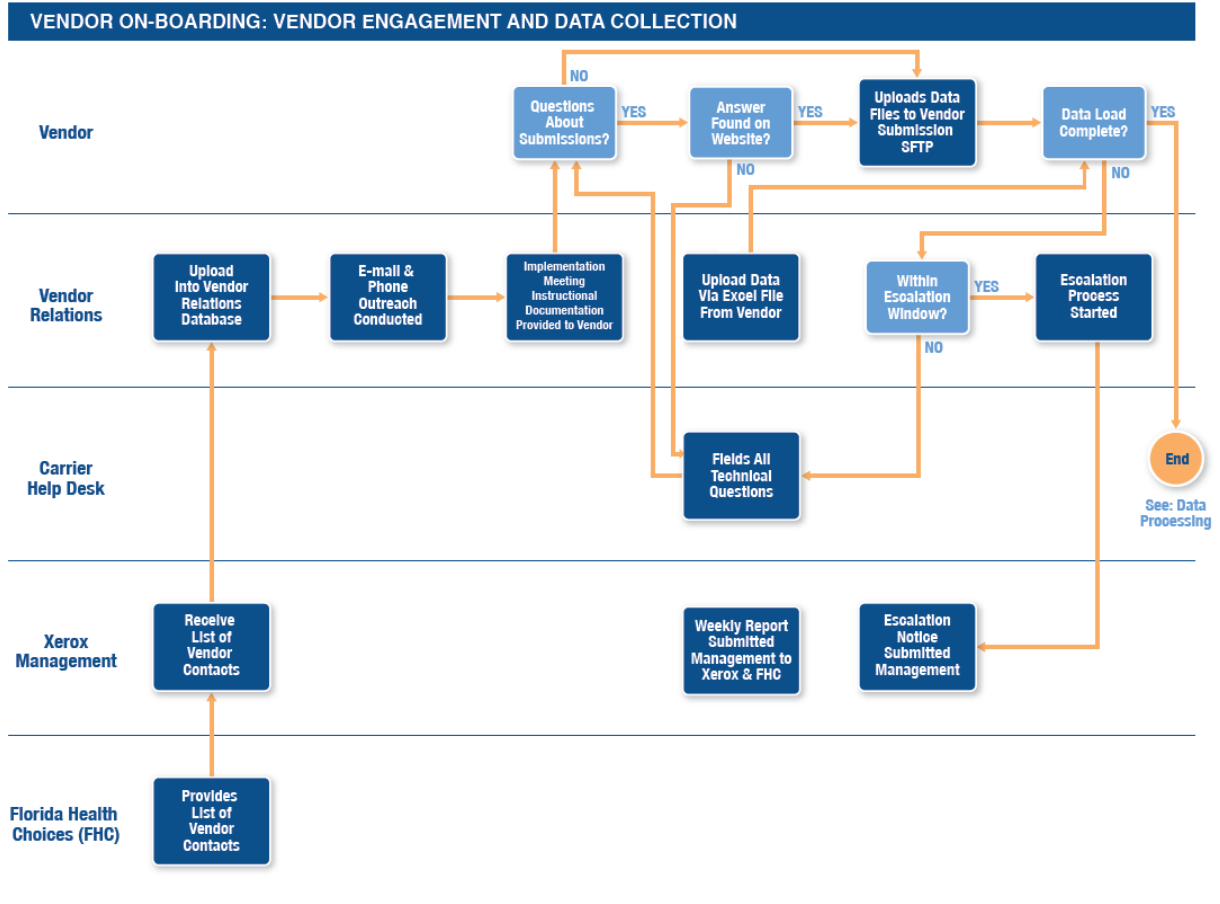 VENDOR ON-BOARDING: VENDOR ENGAGEMENT AND DATA COLLECTION
Vendor
Questions
About
Submissions?
NO
YES
Answer
Found on
Website?
YES
NO
Uploads Data
Files to Vendor
Submission
SFTP
Data Load
Complete?
YES
NO
Vendor
Relations
Upload
Into Vendor
Relations
Database
E-mail &
Phone
Outreach
Conducted
Implementation
Meeting
Instructional
Documentation
Provided to Vendor
Upload Data
Via Excel File
From Vendor
Within
Escalation
Window?
YES
NO
Escalation
Process
Started
Carrier
Help Desk
Fields All
Technical
Questions
End
See: Data
Processing
Xerox
Management
Receive
List of
Vendor
Contacts
Weekly Report
Submitted
Management to
Xerox & FHC
Escalation
Notice
Submitted
Management
Florida Health
Choices (FHC)
Provides
List of
Vendor
Contacts